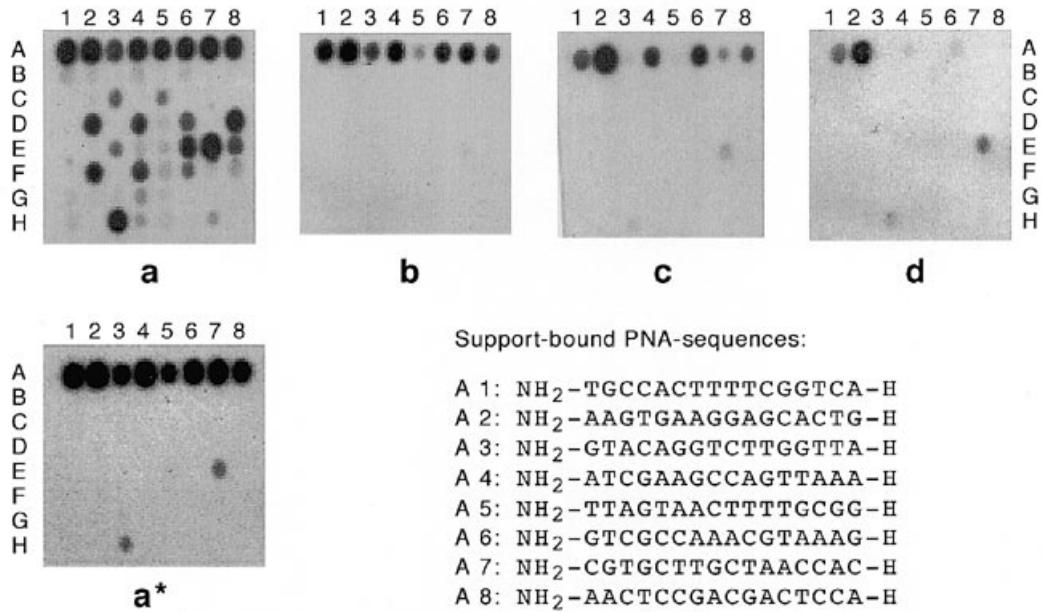 1 2 3 4 5 6 7 8
1 2 3 4 5 6 7 8
1 2 3 4 5 6 7 8
1 2 3 4 5 6 7 8
A
B
C
D
E
F
G
H
A
B
C
D
E
F
G
H
a
b
c
d
1 2 3 4 5 6 7 8
A
B
C
D
E
F
G
H
a*
Support-bound PNA-sequences:
A 1: NH2-TGCCACTTTTCGGTCA-H
A 2: NH2-AAGTGAAGGAGCACTG-H
A 3: NH2-GTACAGGTCTTGGTTA-H
A 4: NH2-ATCGAAGCCAGTTAAA-H
A 5: NH2-TTAGTAACTTTTGCGG-H
A 6: NH2-GTCGCCAAACGTAAAG-H
A 7: NH2-CGTGCTTGCTAACCAC-H
A 8: NH2-AACTCCGACGACTCCA-H